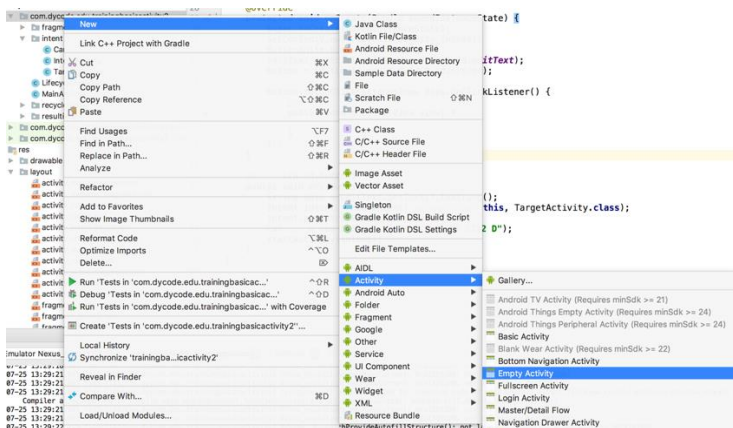 com.dycode.edu.trainingbasicactivity2
fragm
intent
Ca
Inte
Tar
Lifecy
MainA
recycl
resulti
com.dyco
com.dyco
res
drawable
layout
activit
activit
activit
activit
activit
activit
activit
activit
activit
activit
activit
fragme
fragme
Emulator Nexus_
07-25 13:29:18
07-25 13:29:21
07-25 13:29:21
Compiler a
07-25 13:29:21
07-25 13:29:21
07-25 13:29:22
New
Link C++ Project with Gradle
Cut ⌘X
Copy ⌘C
Copy Path ⇧⌘C
Copy Reference ⌥⇧⌘C
Paste ⌘V
Find Usages ⌥F7
Find in Path... ⇧⌘F
Replace in Path... ⇧⌘R
Analyze
Refactor
Add to Favorites
Show Image Thumbnails ⇧⌘T
Reformat Code ⌥⌘L
Optimize Imports ^⌥O
Delete... ⌦
Run 'Tests in 'com.dycode.edu.trainingbasicac...' ^⇧R
Debug 'Tests in 'com.dycode.edu.trainingbasicac...' ^⇧D
Run 'Tests in 'com.dycode.edu.trainingbasicac...' with Coverage
Create 'Tests in 'com.dycode.edu.trainingbasicactivity2''...
Local History
Synchronize 'trainingba...icactivity2'
Reveal in Finder
Compare With... ⌘D
Load/Unload Modules...
@Override
State) {
itText);
);
kListener() {
();
this, TargetActivity.class);
2 D");
Java Class
Kotlin File/Class
Android Resource File
Android Resource Directory
Sample Data Directory
File
Scratch File ⇧⌘N
Package
C++ Class
C/C++ Source File
C/C++ Header File
Image Asset
Vector Asset
Singleton
Gradle Kotlin DSL Build Script
Gradle Kotlin DSL Settings
Edit File Templates...
AIDL
Activity
Android Auto
Folder
Fragment
Google
Other
Service
UI Component
Wear
Widget
XML
Resource Bundle
Gallery...
Android TV Activity (Requires minSdk >= 21)
Android Things Empty Activity (Requires minSdk >= 24)
Android Things Peripheral Activity (Requires minSdk >= 24)
Basic Activity
Blank Wear Activity (Requires minSdk >= 22)
Bottom Navigation Activity
Empty Activity
Fullscreen Activity
Login Activity
Master/Detail Flow
Navigation Drawer Activity